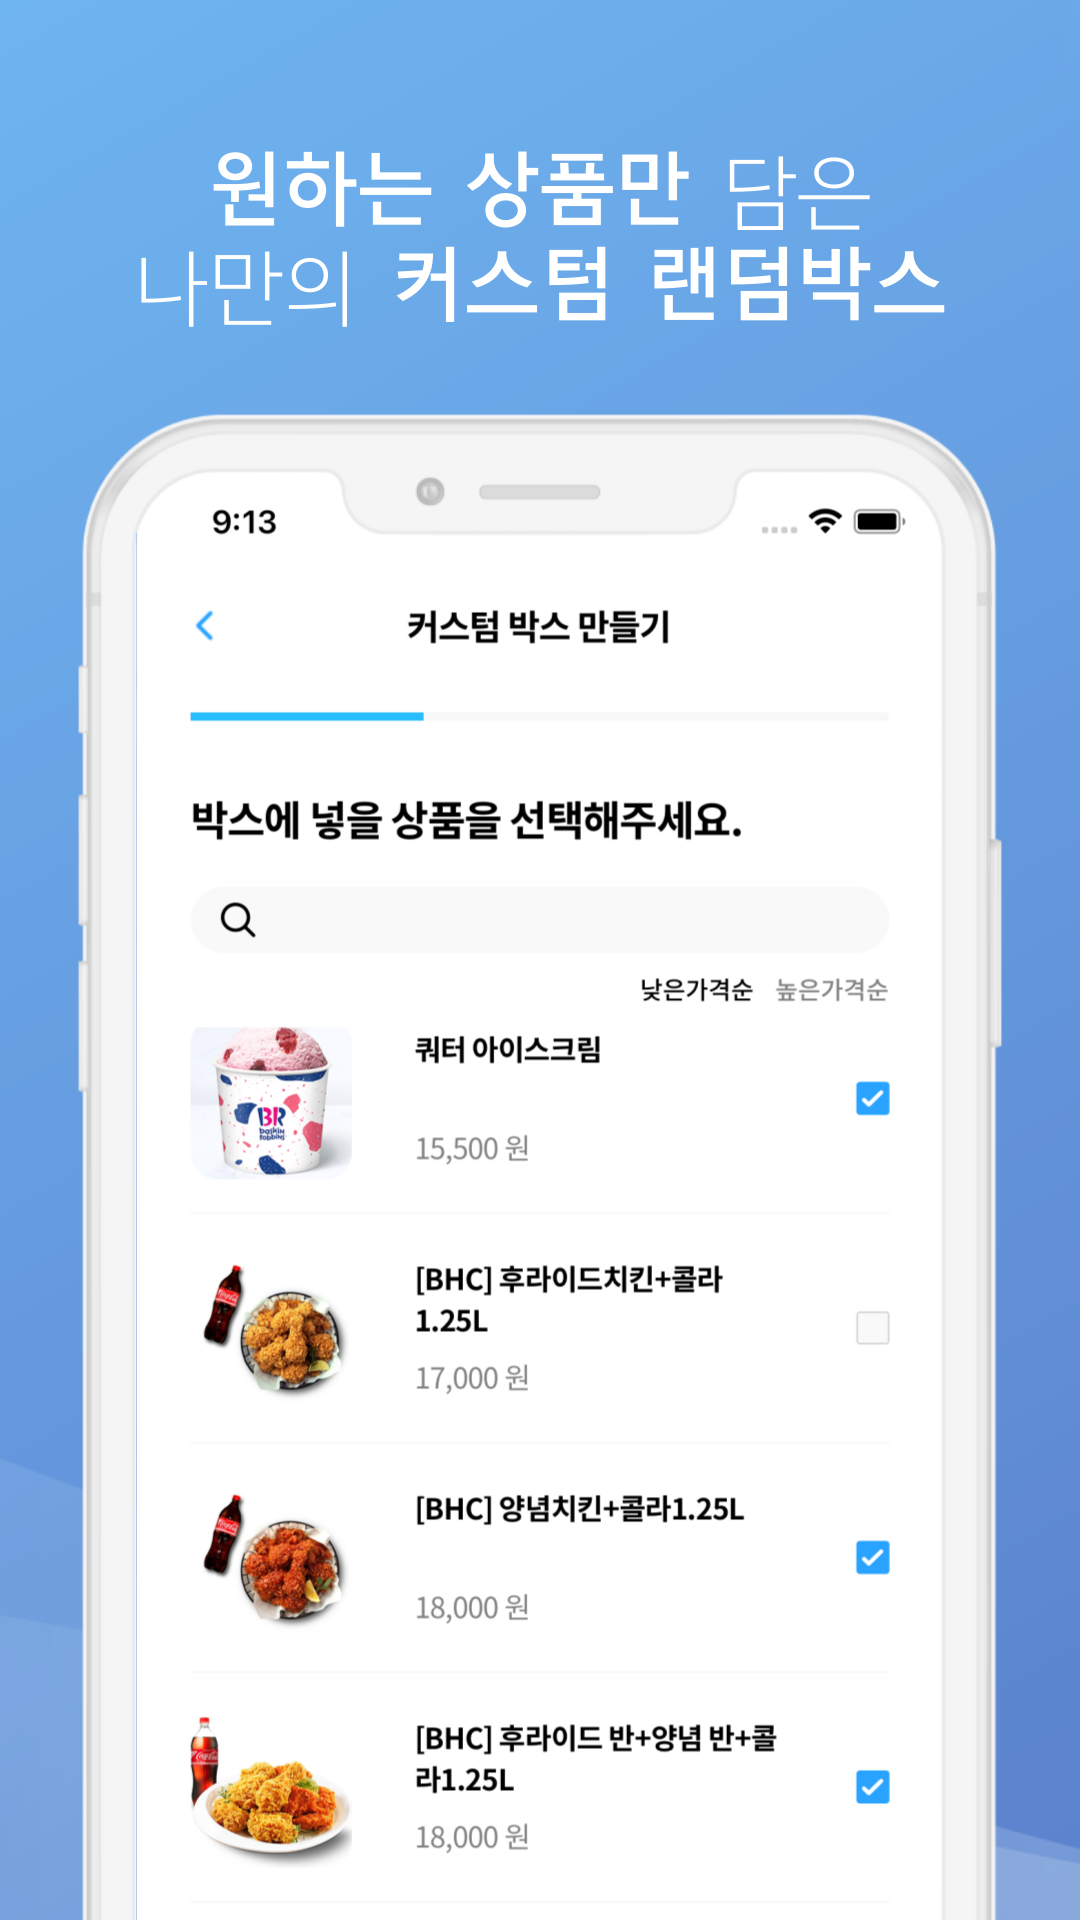 원하는 상품만 담은
나만의 커스텀 랜덤박스
9:13
커스텀 박스 만들기
박스에 넣을 상품을 선택해주세요.
낮은가격순 높은가격순
쿼터 아이스크림
BR
baskin
robbins
15,500 원
[BHC] 후라이드치킨+콜라
1.25L
17,000 원
[BHC] 양념치킨+콜라1.25L
18,000 원
[BHC] 후라이드 반+양념 반+콜
라1.25L
18,000 원